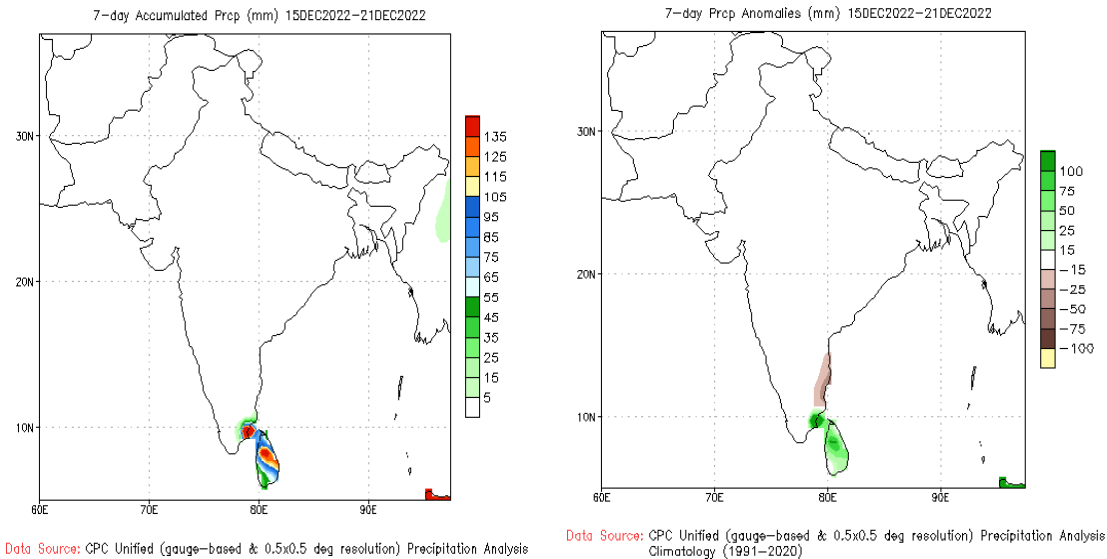 7-day Accumulated Prcp (mm) 15DEC2022-21DEC2022
30N
20N
10N
60E
70E
80E
90E
135
125
115
105
95
85
75
65
55
45
35
25
15
5
Data Source: CPC Unified (gauge-based & 0.5x0.5 deg resolution) Precipitation Analysis
7-day Prcp Anomalies (mm) 15DEC2022-21DEC2022
30N
20N
10N
60E
70E
80E
90E
100
75
50
25
15
-15
-25
-50
-75
-100
Data Source: CPC Unified (gauge-based & 0.5x0.5 deg resolution) Precipitation Analysis
Climatology (1991-2020)